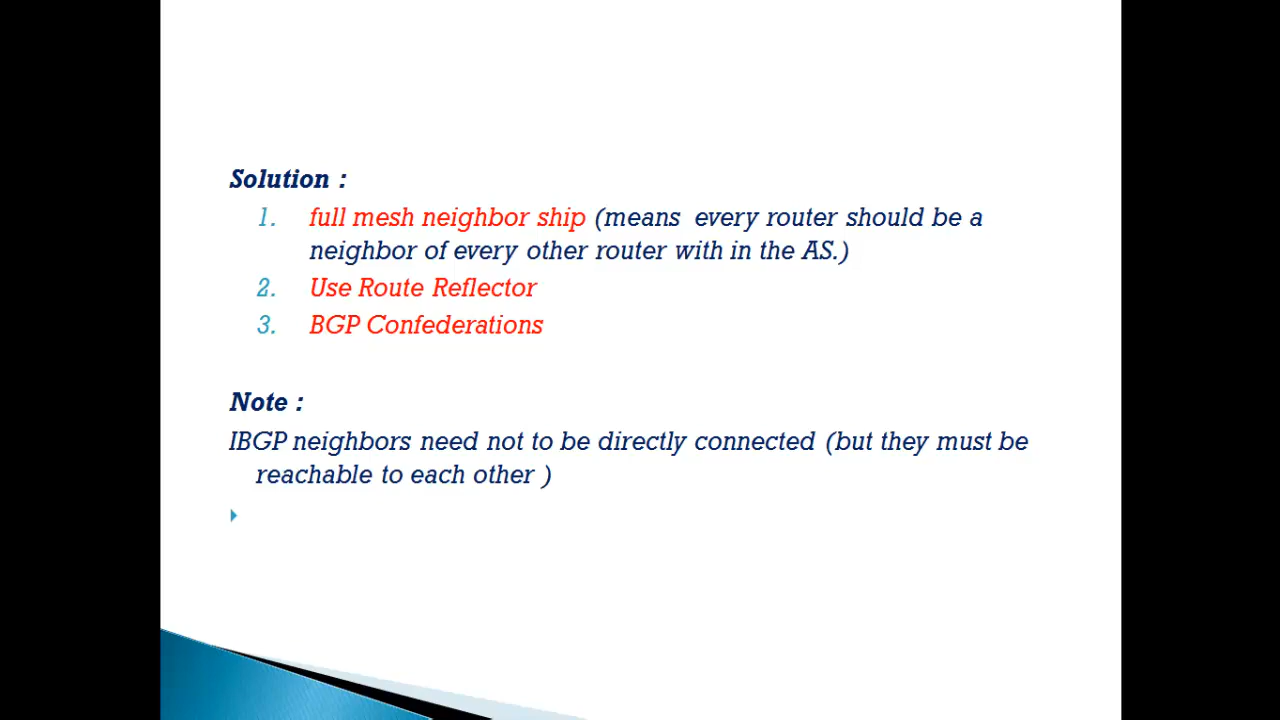 Solution :
1. full mesh neighbor ship (means every router should be a
neighbor of every other router with in the AS.)
2. Use Route Reflector
3. BGP Confederations
Note :
IBGP neighbors need not to be directly connected (but they must be
reachable to each other )